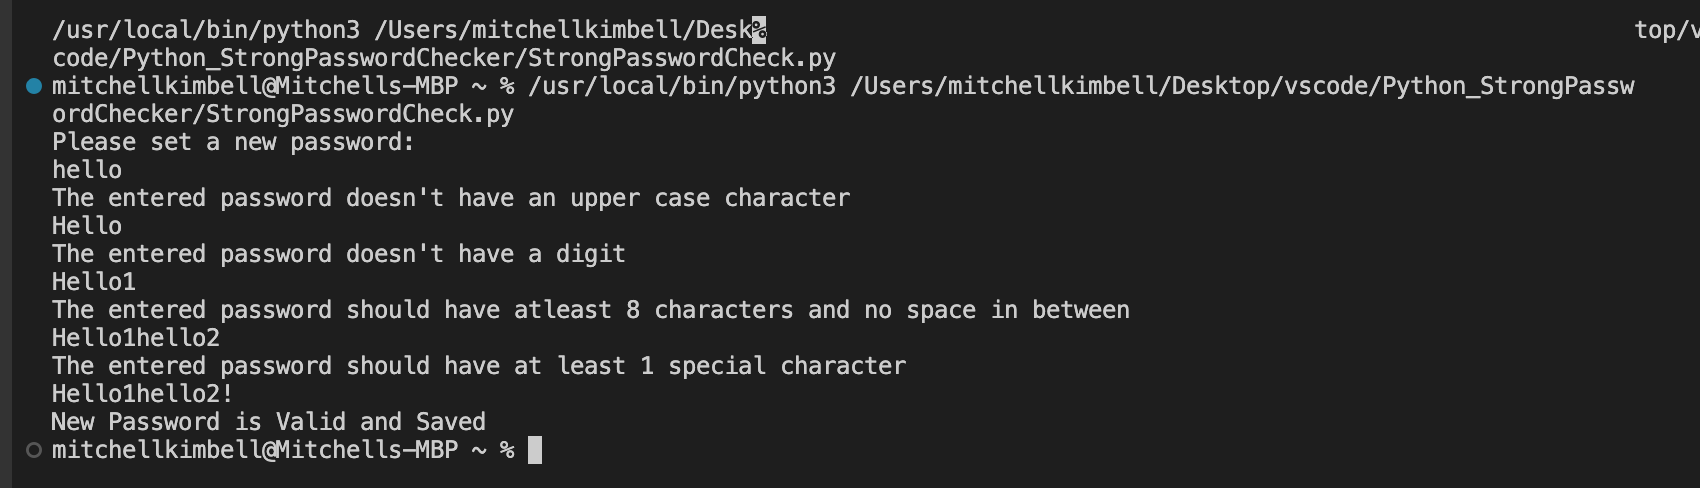 /usr/local/bin/python3 /Users/mitchellkimbell/Desk% top/v
code/Python_StrongPasswordChecker/StrongPasswordCheck.py
mitchellkimbell@Mitchells-MBP ~ % /usr/local/bin/python3 /Users/mitchellkimbell/Desktop/vscode/Python_StrongPassw
ordChecker/StrongPasswordCheck.py
Please set a new password:
hello
The entered password doesn't have an upper case character
Hello
The entered password doesn't have a digit
Hello1
The entered password should have atleast 8 characters and no space in between
Hello1hello2
The entered password should have at least 1 special character
Hello1hello2!
New Password is Valid and Saved
mitchellkimbell@Mitchells-MBP ~ %